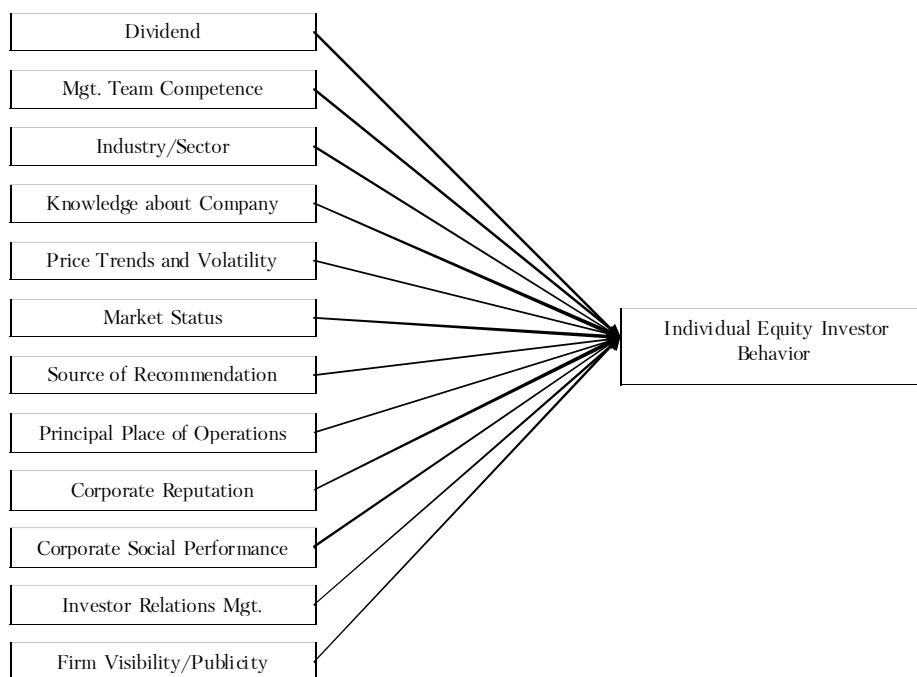 Dividend
Mgt. Team Competence
Industry/Sector
Knowledge about Company
Price Trends and Volatility
Market Status
Source of Recommendation
Principal Place of Operations
Corporate Reputation
Corporate Social Performance
Investor Relations Mgt.
Firm Visibility/Publicity
Individual Equity Investor
Behavior